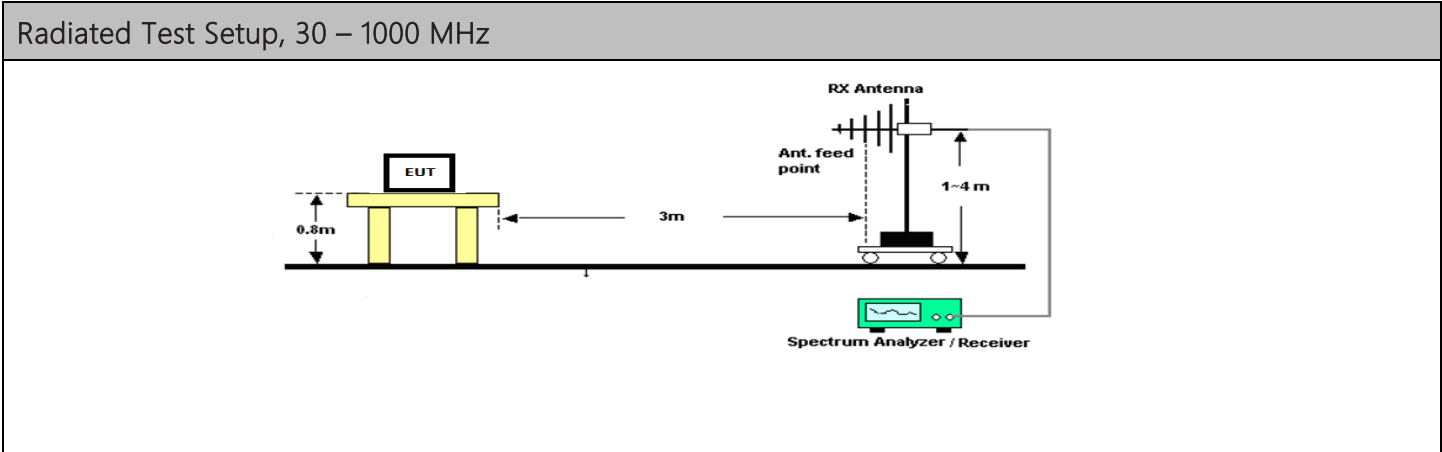 Radiated Test Setup, 30 – 1000 MHz
RX Antenna
Ant. feed
point
EUT
1~4 m
3m
0.8m
Spectrum Analyzer / Receiver